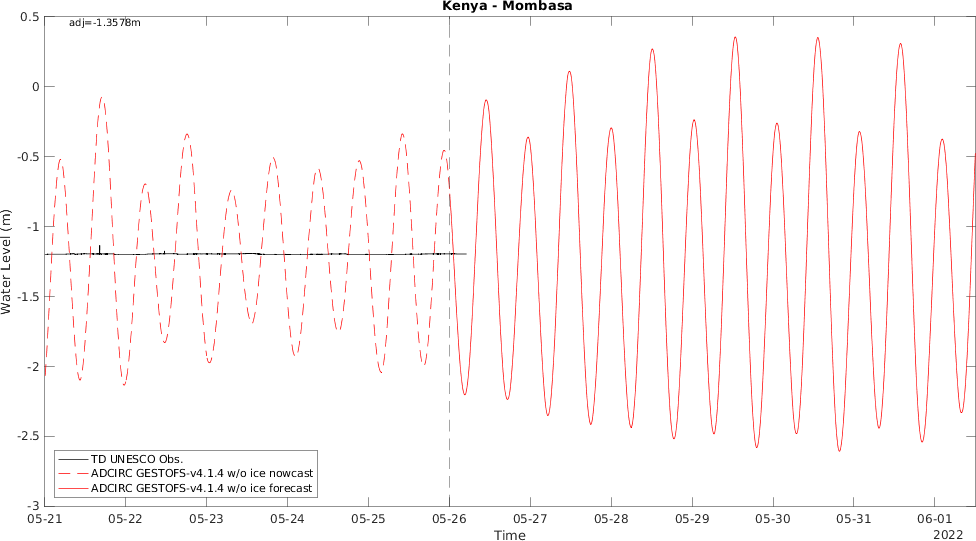 Kenya - Mombasa
adj=-1.3578m
0.5
0
-0.5
-1
-1.5
-2
-2.5
-3
Water Level (m)
TD UNESCO Obs.
ADCIRC GESTOFS-v4.1.4 w/o ice nowcast
ADCIRC GESTOFS-v4.1.4 w/o ice forecast
05-21 05-22 05-23 05-24 05-25 05-26 05-27 05-28 05-29 05-30 05-31 06-01
Time
2022